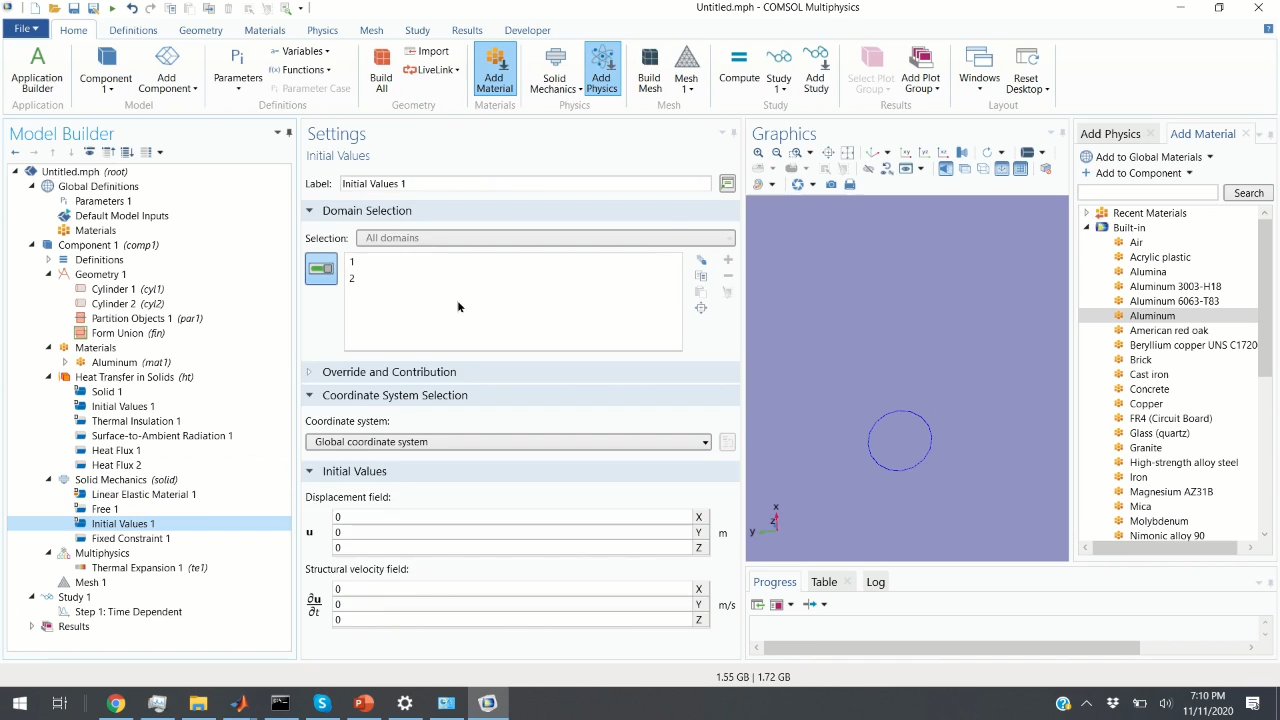 Untitled.mph - COMSOL Multiphysics
File Home Definitions Geometry Materials Physics Mesh Study Results Developer
Application Builder
Component 1
Add Component
Parameters
Variables
Functions
Parameter Case
Build All
Import
LiveLink
Add Material
Solid Mechanics
Add Physics
Build Mesh
Mesh 1
Compute
Study 1
Add Study
Select Plot Group
Add Plot Group
Windows
Reset Desktop
Application Model Definitions Geometry Materials Physics Mesh Study Results Layout
Model Builder
Untitled.mph (root)
Global Definitions
Parameters 1
Default Model Inputs
Materials
Component 1 (comp1)
Definitions
Geometry 1
Cylinder 1 (cyl1)
Cylinder 2 (cyl2)
Partition Objects 1 (par1)
Form Union (fin)
Materials
Aluminum (mat1)
Heat Transfer in Solids (ht)
Solid 1
Initial Values 1
Thermal Insulation 1
Surface-to-Ambient Radiation 1
Heat Flux 1
Heat Flux 2
Solid Mechanics (solid)
Linear Elastic Material 1
Free 1
Initial Values 1
Fixed Constraint 1
Multiphysics
Thermal Expansion 1 (te1)
Mesh 1
Study 1
Step 1: Time Dependent
Results
Settings
Initial Values
Label: Initial Values 1
Domain Selection
Selection: All domains
1
2
Override and Contribution
Coordinate System Selection
Coordinate system:
Global coordinate system
Initial Values
Displacement field:
0 X
u 0 Y m
0 Z
Structural velocity field:
0 X
∂u/∂t 0 Y m/s
0 Z
Graphics
x
z
y
Progress Table Log
Add Physics Add Material
Add to Global Materials
Add to Component
Search
Recent Materials
Built-in
Air
Acrylic plastic
Alumina
Aluminum 3003-H18
Aluminum 6063-T83
Aluminum
American red oak
Beryllium copper UNS C1720
Brick
Cast iron
Concrete
Copper
FR4 (Circuit Board)
Glass (quartz)
Granite
High-strength alloy steel
Iron
Magnesium AZ31B
Mica
Molybdenum
Nimonic alloy 90
1.55 GB | 1.72 GB
7:10 PM
11/11/2020